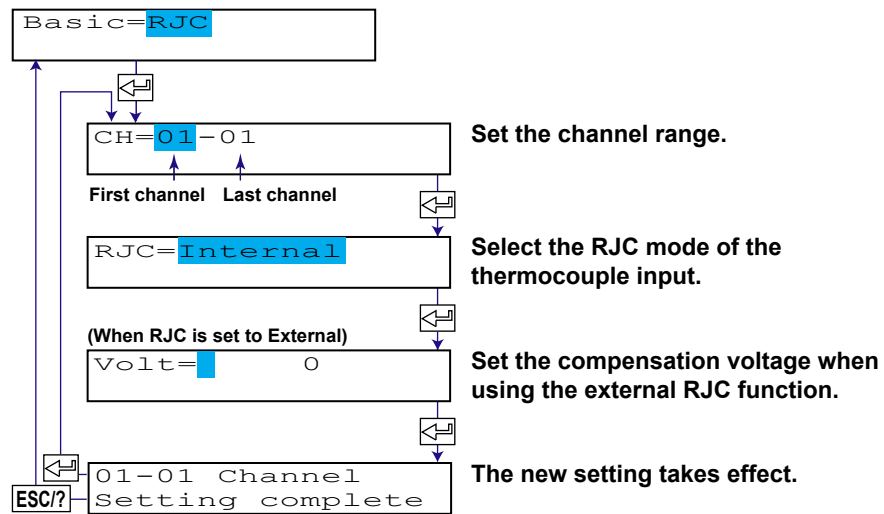 Basic=RJC
CH=01-01
Set the channel range.
First channel Last channel
RJC=Internal
Select the RJC mode of the
thermocouple input.
(When RJC is set to External)
Volt= 0
Set the compensation voltage when
using the external RJC function.
01-01 Channel
Setting complete
The new setting takes effect.
ESC/?